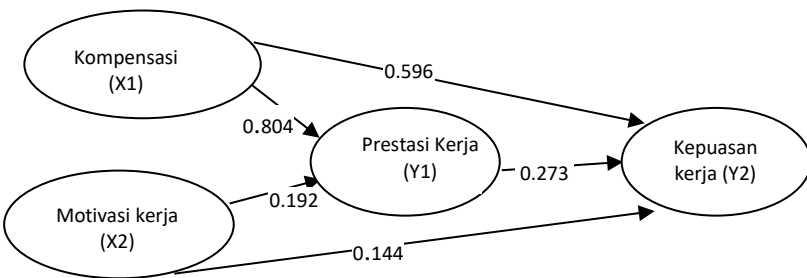 Kompensasi
(X1)
0.596
0.804
Prestasi Kerja
(Y1)
Kepuasan
kerja (Y2)
0.273
0.192
Motivasi kerja
(X2)
0.144